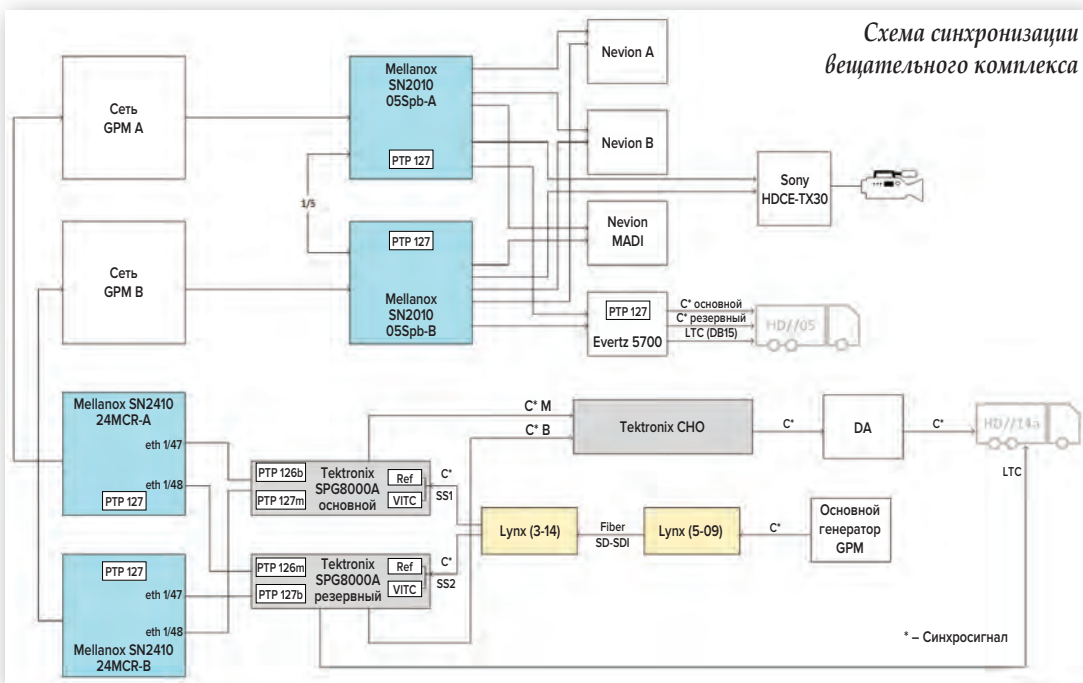 Схема синхронизации
вещательного комплекса
Сеть
GPM A
Mellanox
SN2010
05Spb-A
PTP 127
Nevion A
Nevion B
Sony
HDCE-TX30
1/5
Сеть
GPM B
PTP 127
Mellanox
SN2010
05Spb-B
Nevion
MADI
PTP 127
Evertz 5700
C* основной
C* резервный
LTC (DB15)
HD//05
Mellanox SN2410
24MCR-A
eth 1/47
eth 1/48
PTP 127
C* M
C* B
Tektronix CHO
C*
DA
C*
HD//14a
LTC
PTP 126b
PTP 127m
Tektronix
SPG8000A
основной
Ref
VITC
C*
SS1
Lynx (3-14)
Fiber
SD-SDI
Lynx (5-09)
C*
Основной
генератор
GPM
PTP 127
eth 1/47
eth 1/48
Mellanox SN2410
24MCR-B
PTP 126m
PTP 127b
Tektronix
SPG8000A
резервный
Ref
VITC
C*
SS2
* – Синхросигнал